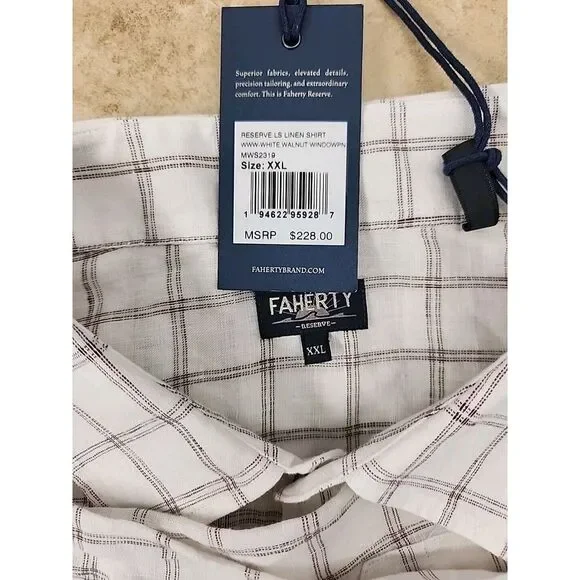 Superior fabrics, elevated details,
precision tailoring, and extraordinary
comfort. This is Faherty Reserve.
RESERVE LS LINEN SHIRT
WWW-WHITE WALNUT WINDOWPN
MWS2319
Size: XXL
1 94622 95928 7
MSRP $228.00
FAHERTYBRAND.COM
FAHERTY
—RESERVE—
XXL